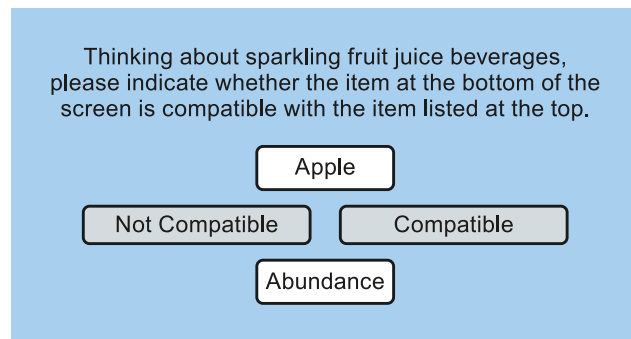 Thinking about sparkling fruit juice beverages,
please indicate whether the item at the bottom of the
screen is compatible with the item listed at the top.
Apple
Not Compatible
Compatible
Abundance